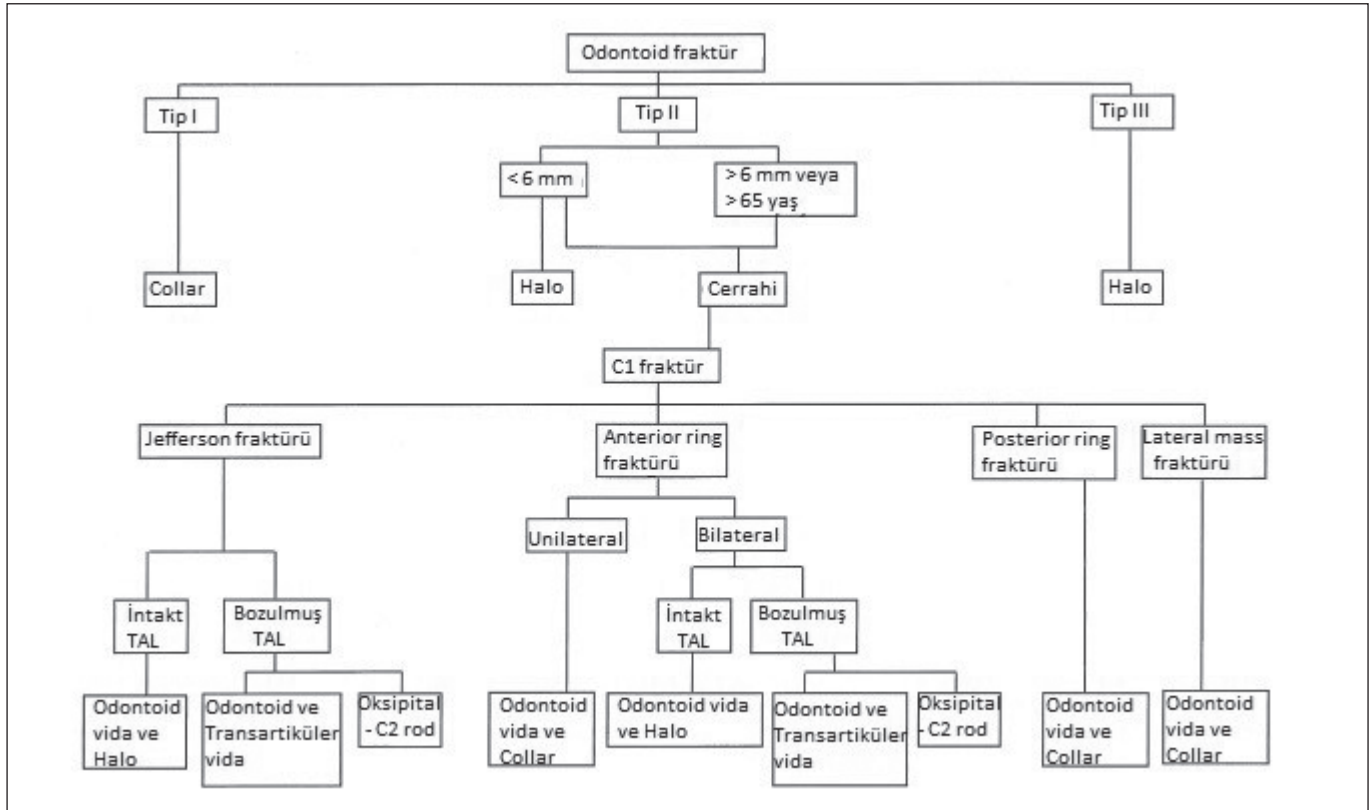 Odontoid fraktür
Tip I
Tip II
Tip III
< 6 mm
> 6 mm veya
> 65 yaş
Collar
Halo
Cerrahi
Halo
C1 fraktür
Jefferson fraktürü
Anterior ring
fraktürü
Posterior ring
fraktürü
Lateral mass
fraktürü
Unilateral
Bilateral
İntakt
TAL
Bozulmuş
TAL
İntakt
TAL
Bozulmuş
TAL
Odontoid
vida ve
Halo
Odontoid ve
Transartiküler
vida
Oksipital
- C2 rod
Odontoid
vida ve
Collar
Odontoid vida
ve Halo
Odontoid ve
Transartiküler
vida
Oksipital
- C2 rod
Odontoid
vida ve
Collar
Odontoid
vida ve
Collar